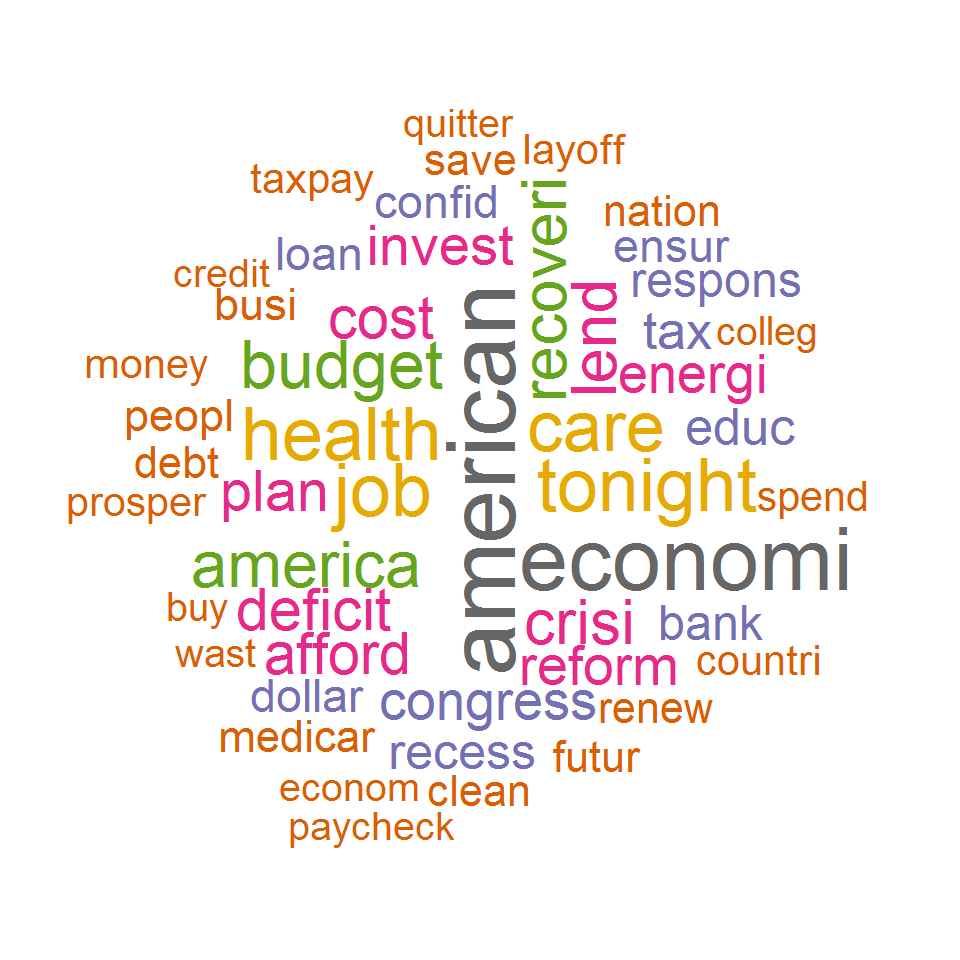 quitter
save
layoff
taxpay
confid
recoveri
nation
loan
invest
ensur
credit
busi
cost
lend
respons
tax
colleg
money
budget
american
energi
peopl
health
care
educ
debt
prosper
plan
job
tonight
spend
america
economi
buy
deficit
crisi
bank
wast
afford
reform
countri
dollar
congress
renew
medicar
recess
futur
econom
clean
paycheck